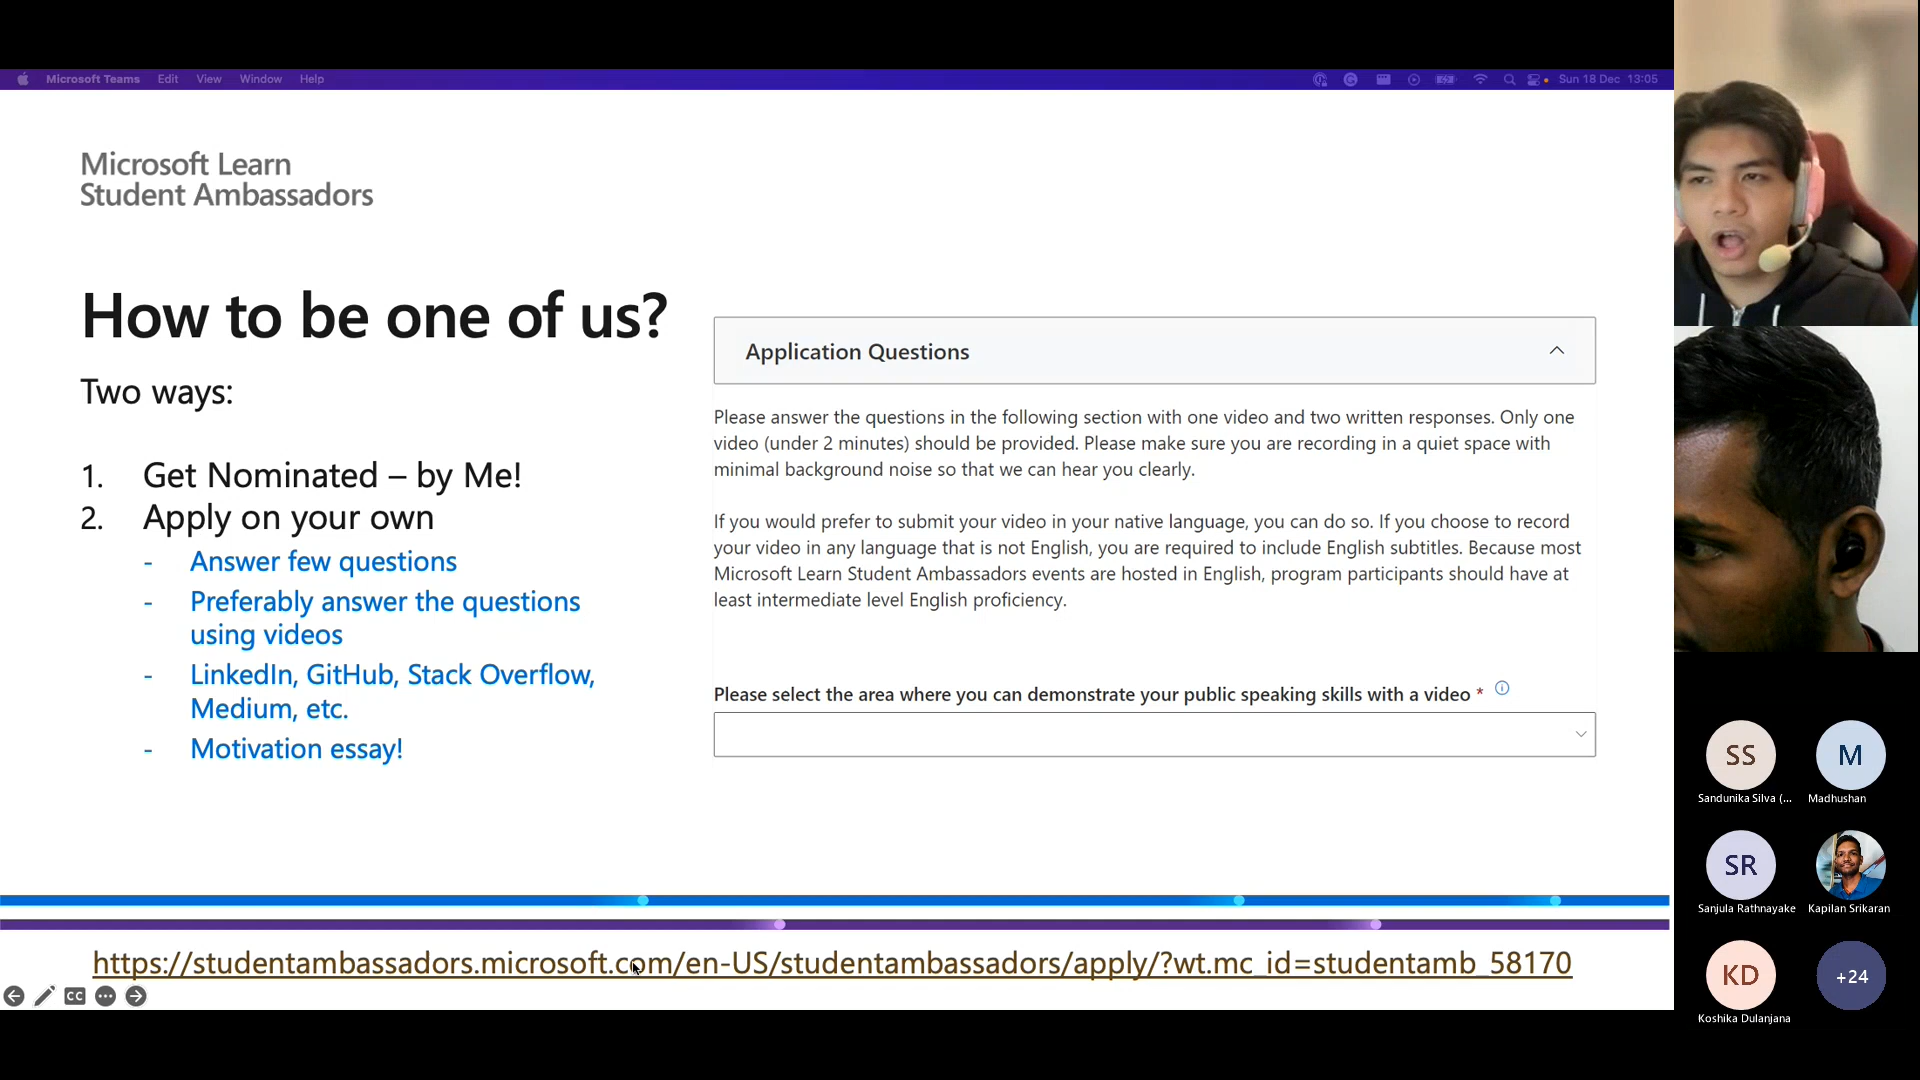 Microsoft Teams Edit View Window Help
Sun 18 Dec 13:05
Microsoft Learn
Student Ambassadors
How to be one of us?
Two ways:
1. Get Nominated – by Me!
2. Apply on your own
- Answer few questions
- Preferably answer the questions
using videos
- LinkedIn, GitHub, Stack Overflow,
Medium, etc.
- Motivation essay!
Application Questions
Please answer the questions in the following section with one video and two written responses. Only one
video (under 2 minutes) should be provided. Please make sure you are recording in a quiet space with
minimal background noise so that we can hear you clearly.
If you would prefer to submit your video in your native language, you can do so. If you choose to record
your video in any language that is not English, you are required to include English subtitles. Because most
Microsoft Learn Student Ambassadors events are hosted in English, program participants should have at
least intermediate level English proficiency.
Please select the area where you can demonstrate your public speaking skills with a video *
https://studentambassadors.microsoft.com/en-US/studentambassadors/apply/?wt.mc_id=studentamb_58170
CC
SS
Sandunika Silva (...
M
Madhushan
SR
Sanjula Rathnayake
Kapilan Srikaran
KD
Koshika Dulanjana
+24